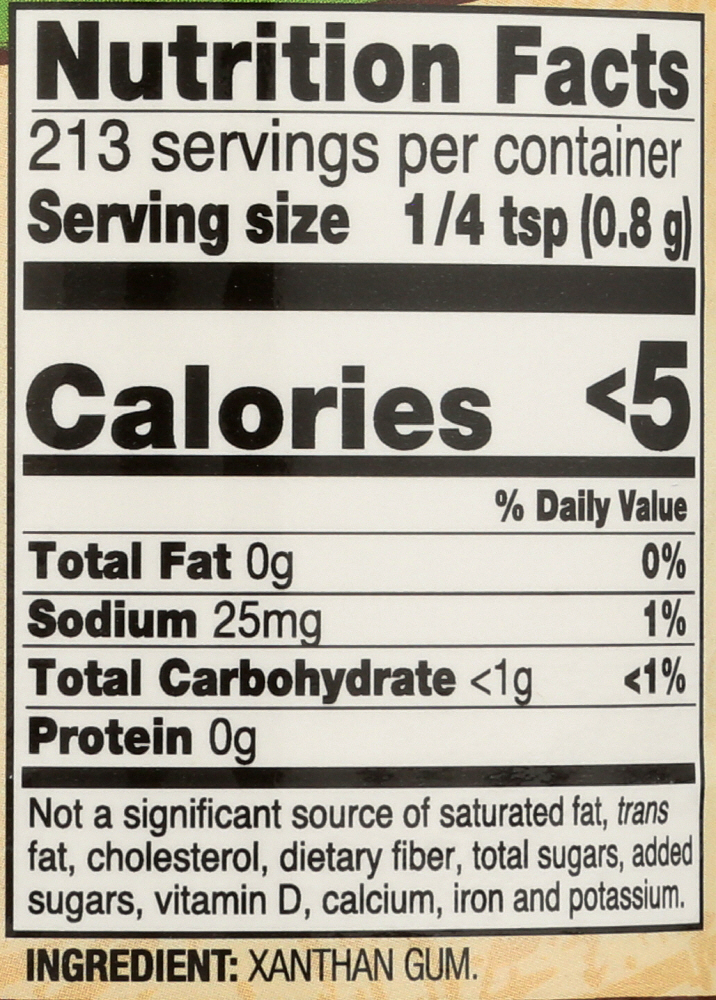 Nutrition Facts
213 servings per container
Serving size 1/4 tsp (0.8 g)
Calories <5
% Daily Value
Total Fat 0g 0%
Sodium 25mg 1%
Total Carbohydrate <1g <1%
Protein 0g
Not a significant source of saturated fat, trans
fat, cholesterol, dietary fiber, total sugars, added
sugars, vitamin D, calcium, iron and potassium.
INGREDIENT: XANTHAN GUM.